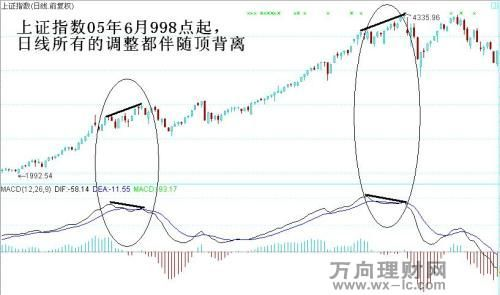 上证指数(日线.前复权)
上证指数05年6月998点起，
日线所有的调整都伴随顶背离
4335.96
1992.54
MACD(12,26,9) DIF:-58.14 DEA:-11.55 MACD:-93.17
万向理财网
www.wx-lc.com